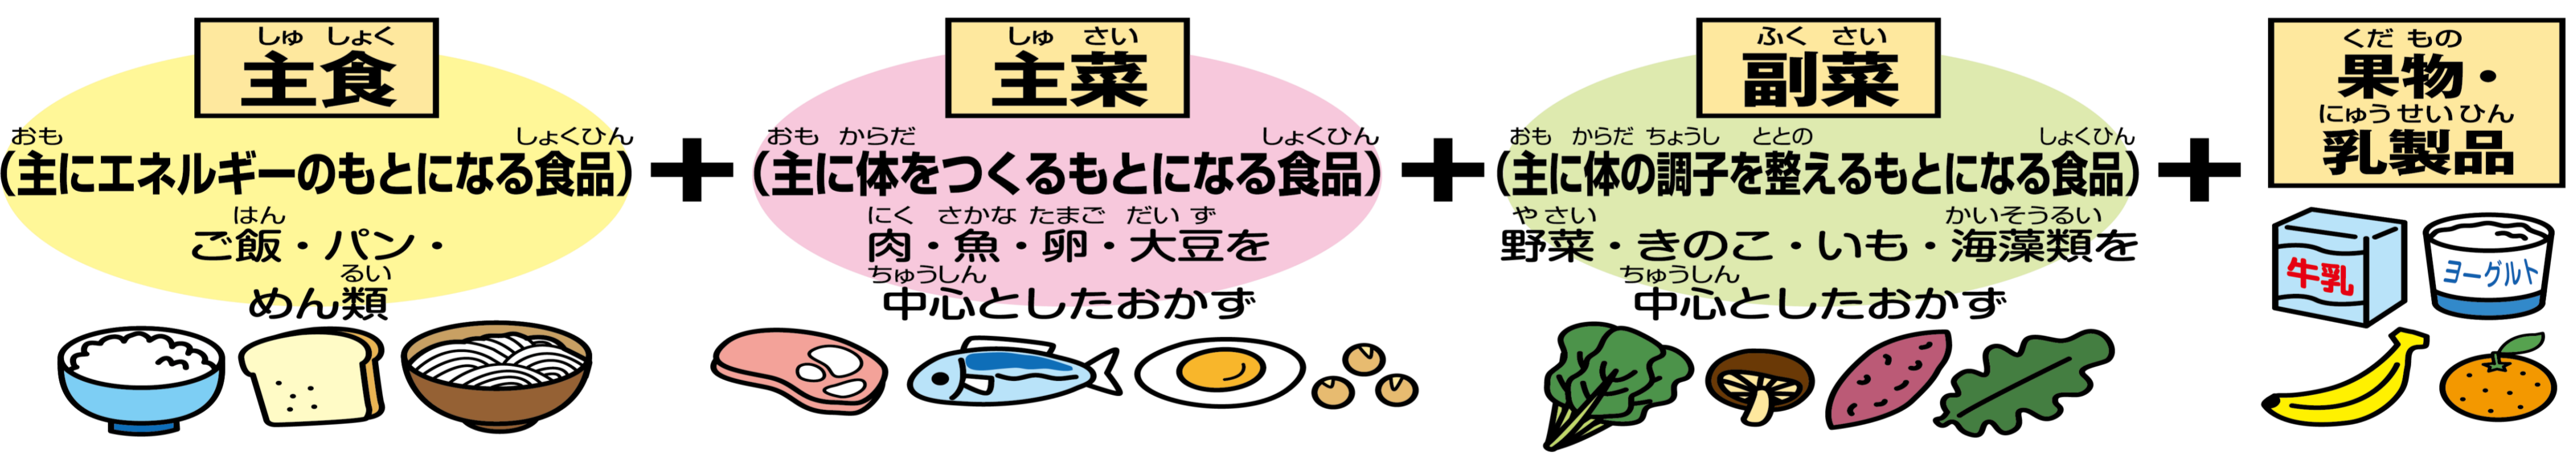 しゅ しょく
主食
おも しょくひん
(主にエネルギーのもとになる食品)
はん
ご飯・パン・
るい
めん類
+
しゅ さい
主菜
おも からだ しょくひん
(主に体をつくるもとになる食品)
にく さかな たまご だい ず
肉・魚・卵・大豆を
ちゅうしん
中心としたおかず
+
ふく さい
副菜
おも からだ ちょうし ととの しょくひん
(主に体の調子を整えるもとになる食品)
や さい かいそうるい
野菜・きのこ・いも・海藻類を
ちゅうしん
中心としたおかず
+
くだ もの
果物・
にゅう せい ひん
乳製品
牛乳
ヨーグルト